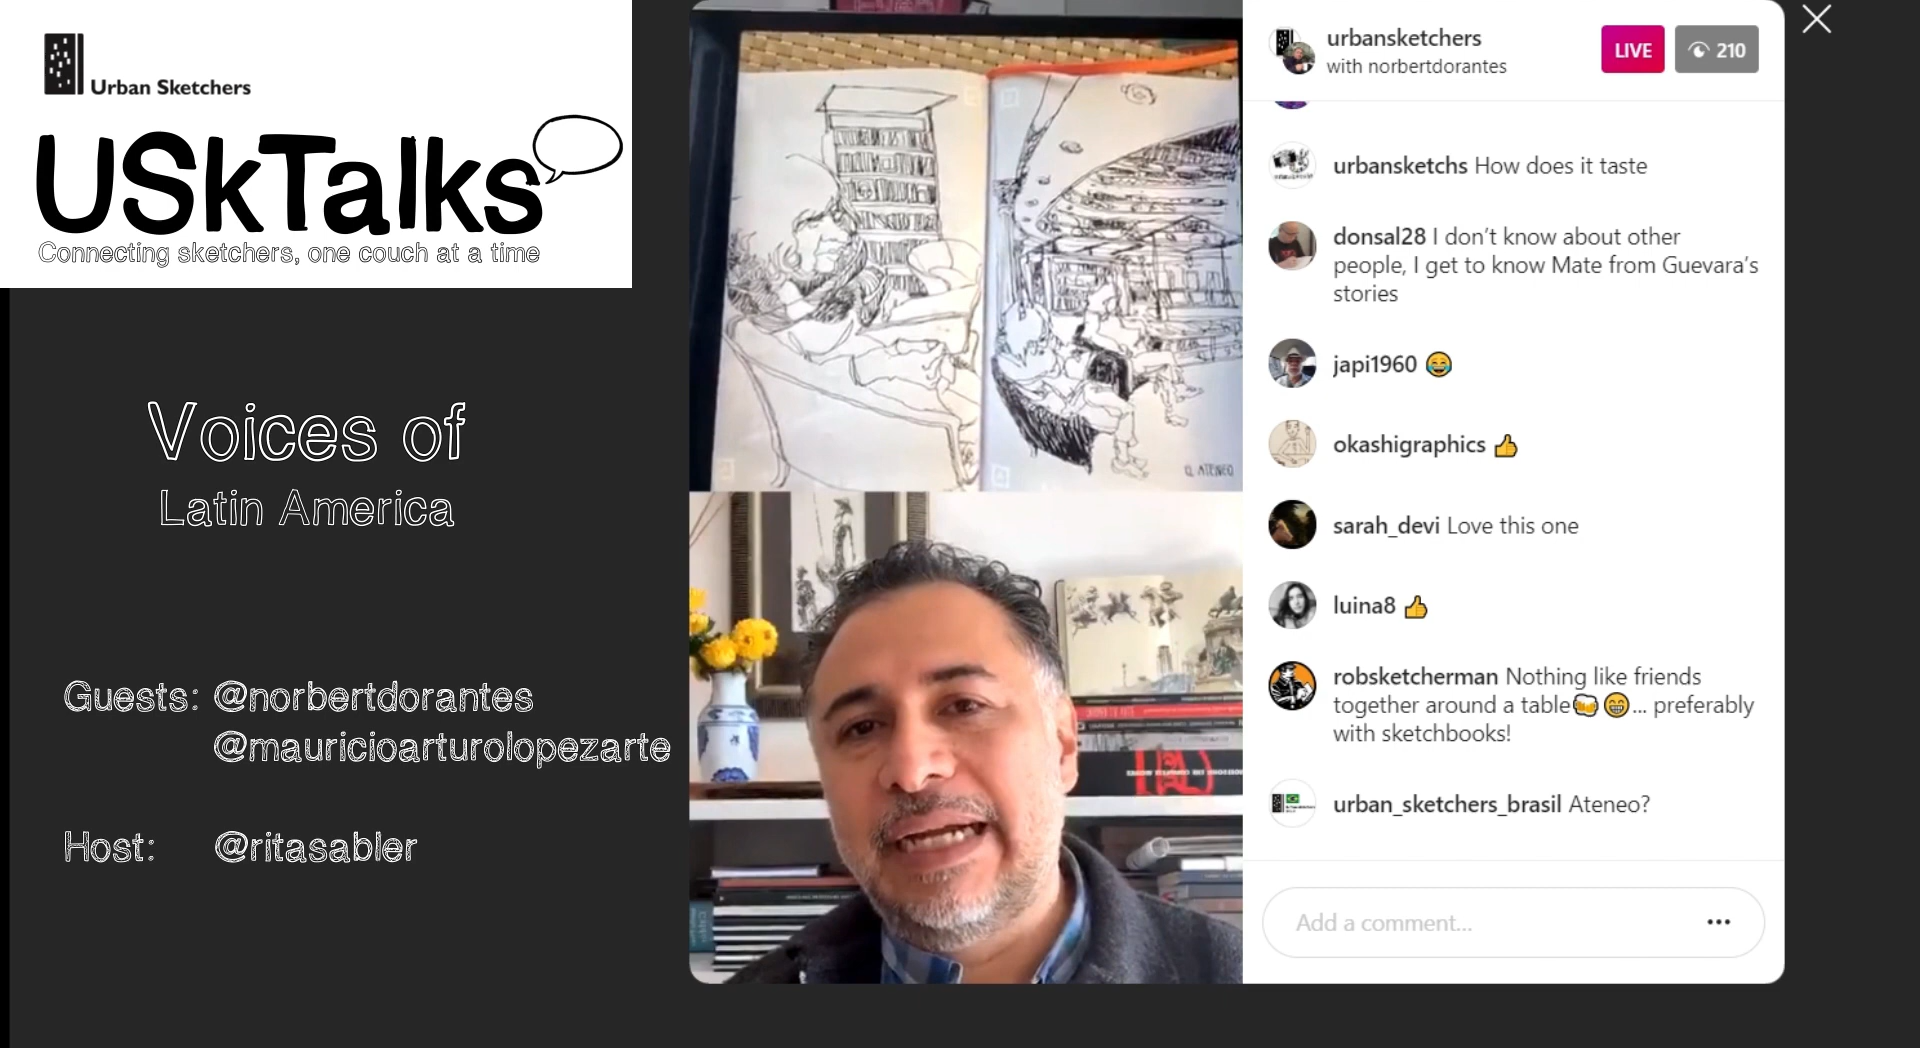 Urban Sketchers
USkTalks
Connecting sketchers, one couch at a time
Voices of
Latin America
Guests: @norbertdorantes
@mauricioarturolopezarte
Host: @ritasabler
EL ATENEO
urbansketchers
with norbertdorantes
LIVE
210
urbansketchs How does it taste
donsal28 I don’t know about other
people, I get to know Mate from Guevara’s
stories
japi1960 😂
okashigraphics 👍
sarah_devi Love this one
luina8 👍
robsketcherman Nothing like friends
together around a table🍻😁... preferably
with sketchbooks!
urban_sketchers_brasil Ateneo?
Add a comment...